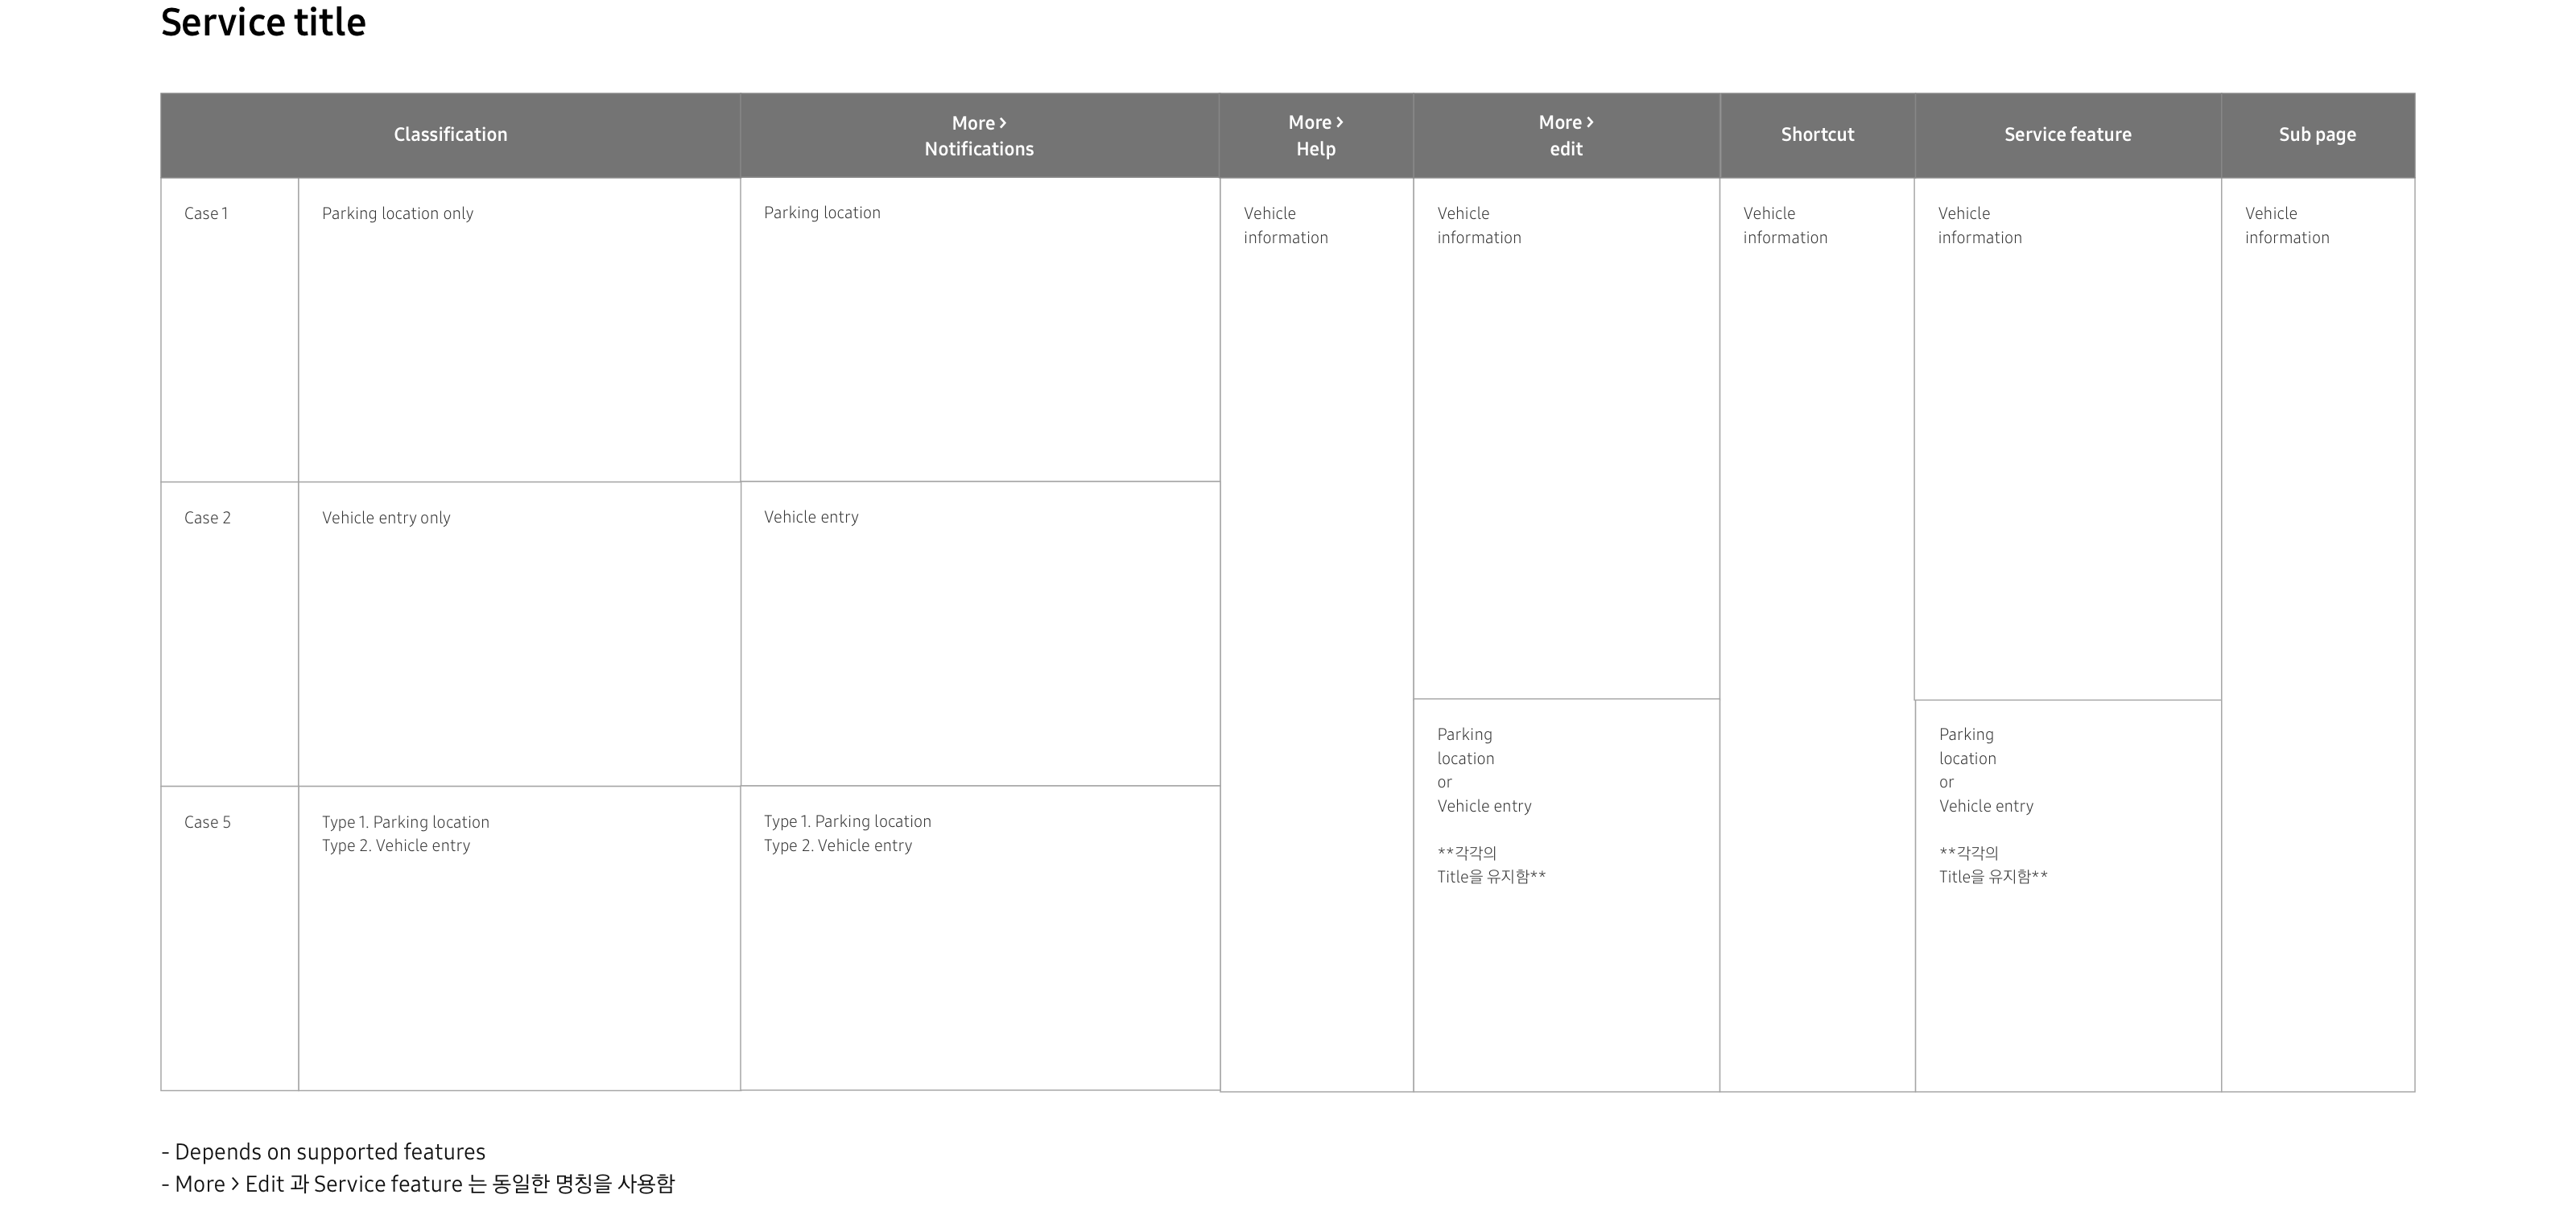 Service title
Classification
More >
Notifications
More >
Help
More >
edit
Shortcut
Service feature
Sub page
Case 1
Parking location only
Parking location
Vehicle
information
Vehicle
information
Vehicle
information
Vehicle
information
Vehicle
information
Case 2
Vehicle entry only
Vehicle entry
Parking
location
or
Vehicle entry
**각각의
Title을 유지함**
Parking
location
or
Vehicle entry
**각각의
Title을 유지함**
Case 5
Type 1. Parking location
Type 2. Vehicle entry
Type 1. Parking location
Type 2. Vehicle entry
- Depends on supported features
- More > Edit 과 Service feature 는 동일한 명칭을 사용함